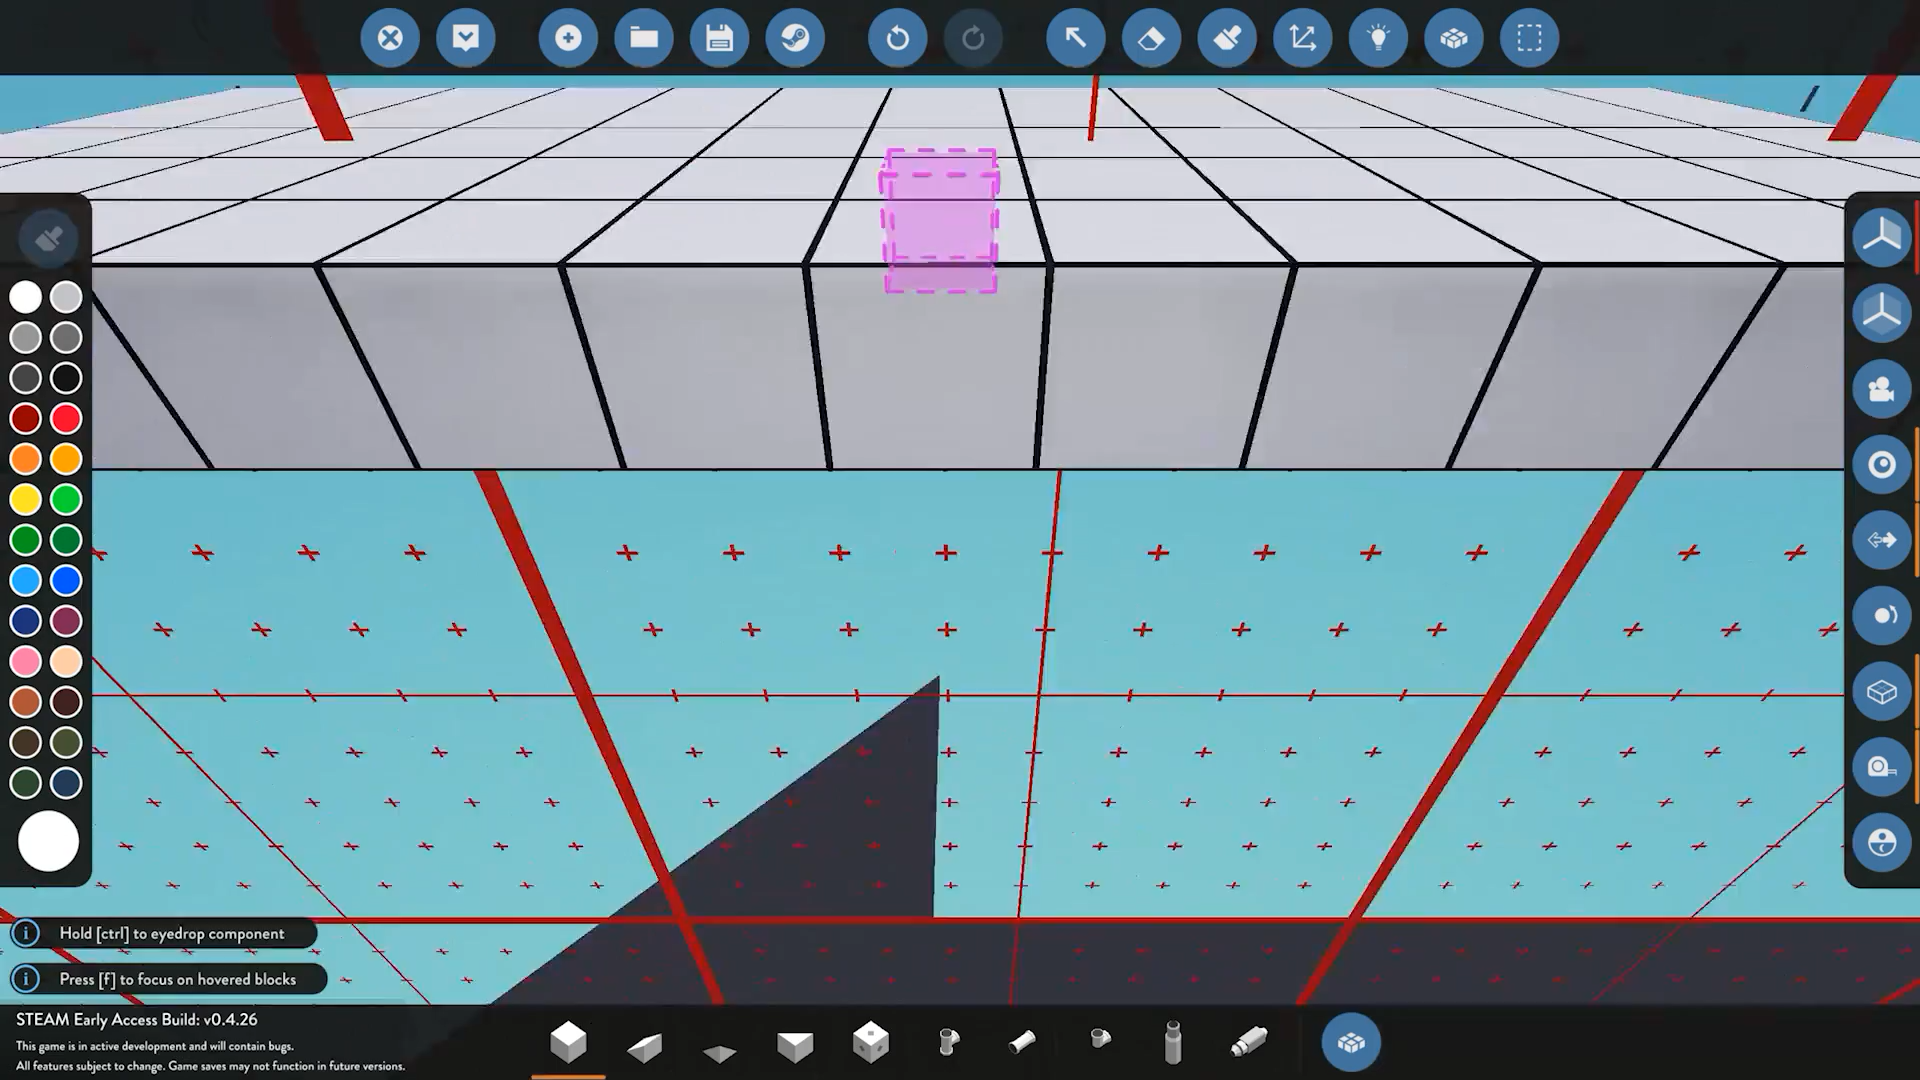 Hold [ctrl] to eyedrop component
Press [f] to focus on hovered blocks
STEAM Early Access Build: v0.4.26
This game is in active development and will contain bugs.
All features subject to change. Game saves may not function in future versions.